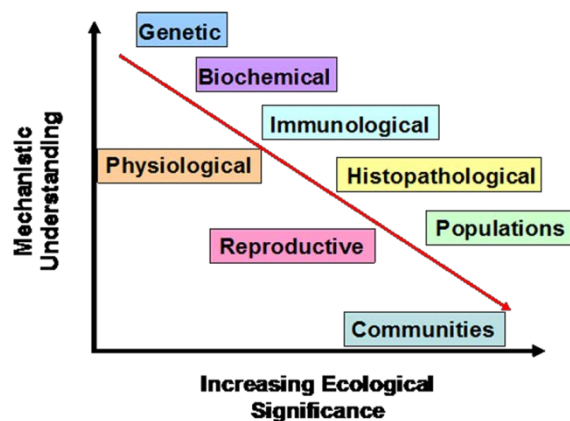 Genetic
Biochemical
Immunological
Physiological
Histopathological
Populations
Reproductive
Communities
Mechanistic
Understanding
Increasing Ecological
Significance